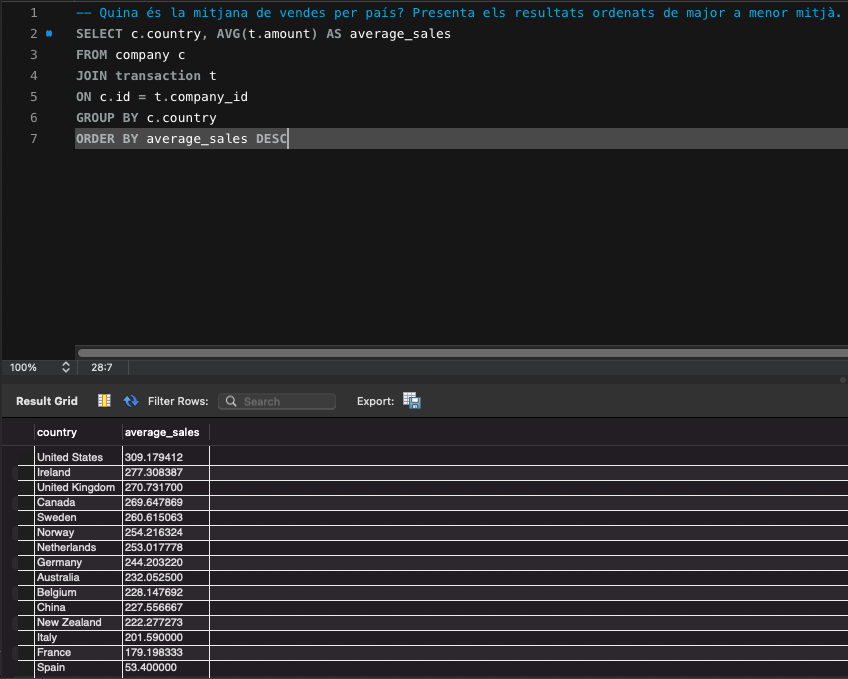 1 -- Quina és la mitjana de vendes per país? Presenta els resultats ordenats de major a menor mitjà.
2 SELECT c.country, AVG(t.amount) AS average_sales
3 FROM company c
4 JOIN transaction t
5 ON c.id = t.company_id
6 GROUP BY c.country
7 ORDER BY average_sales DESC
100% 28:7
Result Grid Filter Rows: Search Export:
country average_sales
United States 309.179412
Ireland 277.308387
United Kingdom 270.731700
Canada 269.647869
Sweden 260.615063
Norway 254.216324
Netherlands 253.017778
Germany 244.203220
Australia 232.052500
Belgium 228.147692
China 227.556667
New Zealand 222.277273
Italy 201.590000
France 179.198333
Spain 53.400000